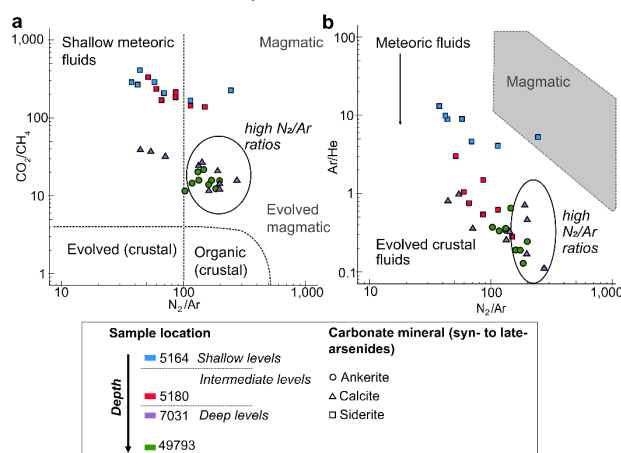 a
Shallow meteoric
fluids
Magmatic
high N₂/Ar
ratios
Evolved
magmatic
Evolved (crustal)
Organic
(crustal)
1,000
100
10
1
CO₂/CH₄
10
100
1,000
N₂/Ar
b
Meteoric fluids
Magmatic
Evolved crustal
fluids
high
N₂/Ar
ratios
100
10
1
0.1
Ar/He
10
100
1,000
N₂/Ar
Sample location
Depth
5164 Shallow levels
Intermediate levels
5180
7031 Deep levels
49793
Carbonate mineral (syn- to late-
arsenides)
Ankerite
Calcite
Siderite